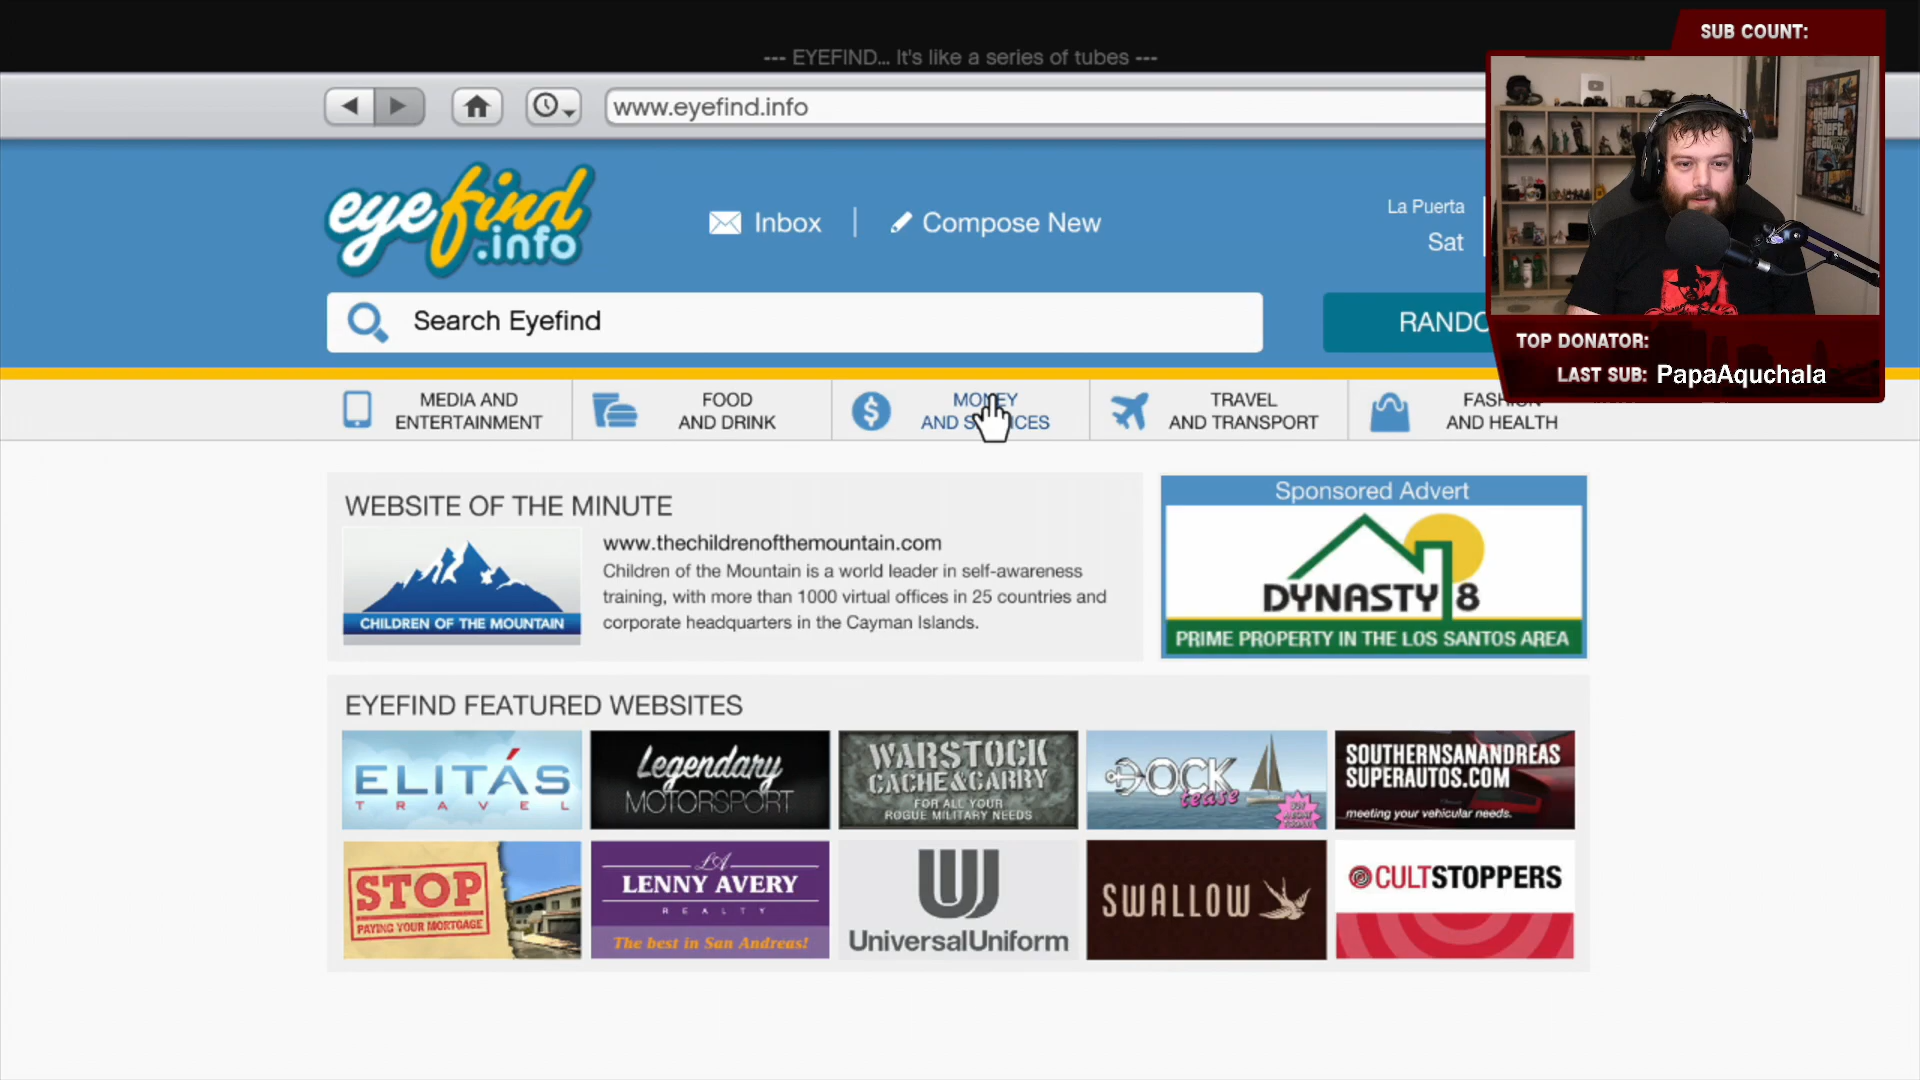 SUB COUNT:
--- EYEFIND... It's like a series of tubes ---
www.eyefind.info
eyefind
.info
Inbox
Compose New
La Puerta
Sat
Search Eyefind
RANDO
TOP DONATOR:
LAST SUB: PapaAquchala
MEDIA AND
ENTERTAINMENT
FOOD
AND DRINK
MONEY
AND
TRAVEL
AND TRANSPORT
FASHION
AND HEALTH
WEBSITE OF THE MINUTE
CHILDREN OF THE MOUNTAIN
www.thechildrenofthemountain.com
Children of the Mountain is a world leader in self-awareness
training, with more than 1000 virtual offices in 25 countries and
corporate headquarters in the Cayman Islands.
Sponsored Advert
DYNASTY 8
PRIME PROPERTY IN THE LOS SANTOS AREA
EYEFIND FEATURED WEBSITES
ELITÁS
TRAVEL
Legendary
MOTORSPORT
WARSTOCK
CACHE & CARRY
FOR ALL YOUR
ROGUE MILITARY NEEDS
DOCK
tease
SOUTHERNSANANDREAS
SUPERAUTOS.COM
meeting your vehicular needs.
STOP
PAYING YOUR MORTGAGE
LA
LENNY AVERY
REALTY
The best in San Andreas!
UniversalUniform
SWALLOW
CULTSTOPPERS